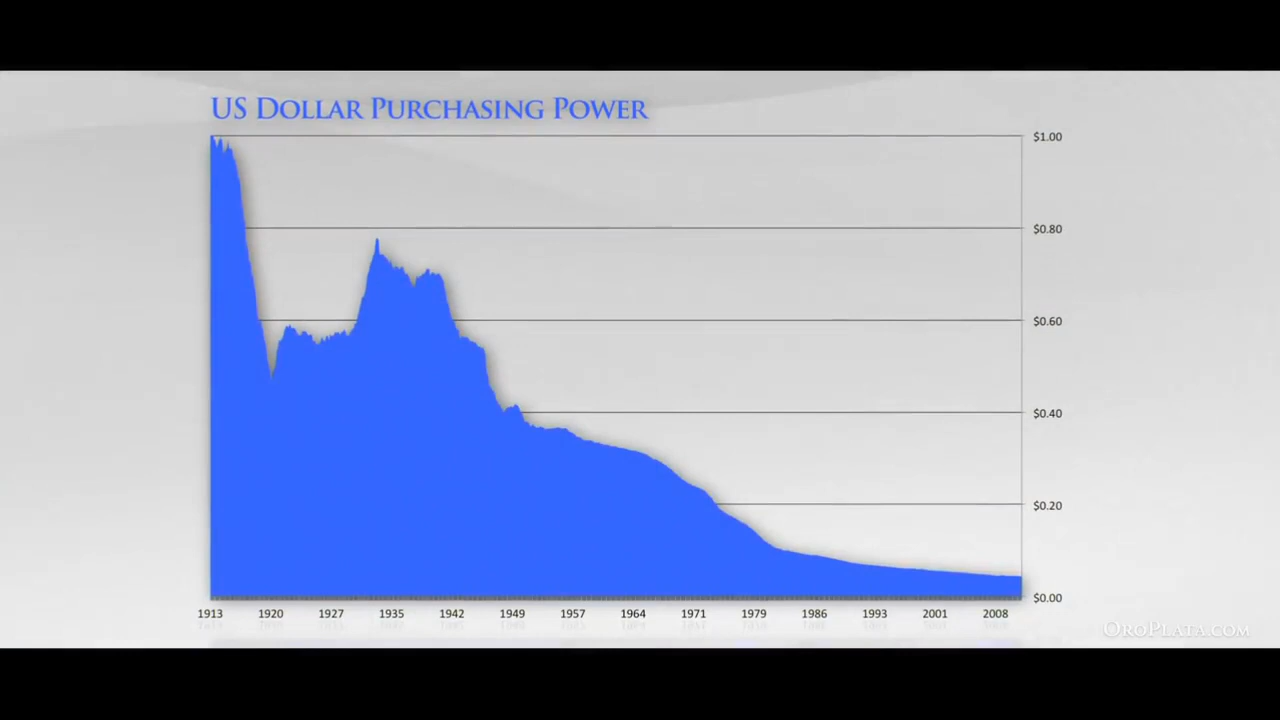 US DOLLAR PURCHASING POWER
$1.00
$0.80
$0.60
$0.40
$0.20
$0.00
1913 1920 1927 1935 1942 1949 1957 1964 1971 1979 1986 1993 2001 2008
OROPLATA.COM